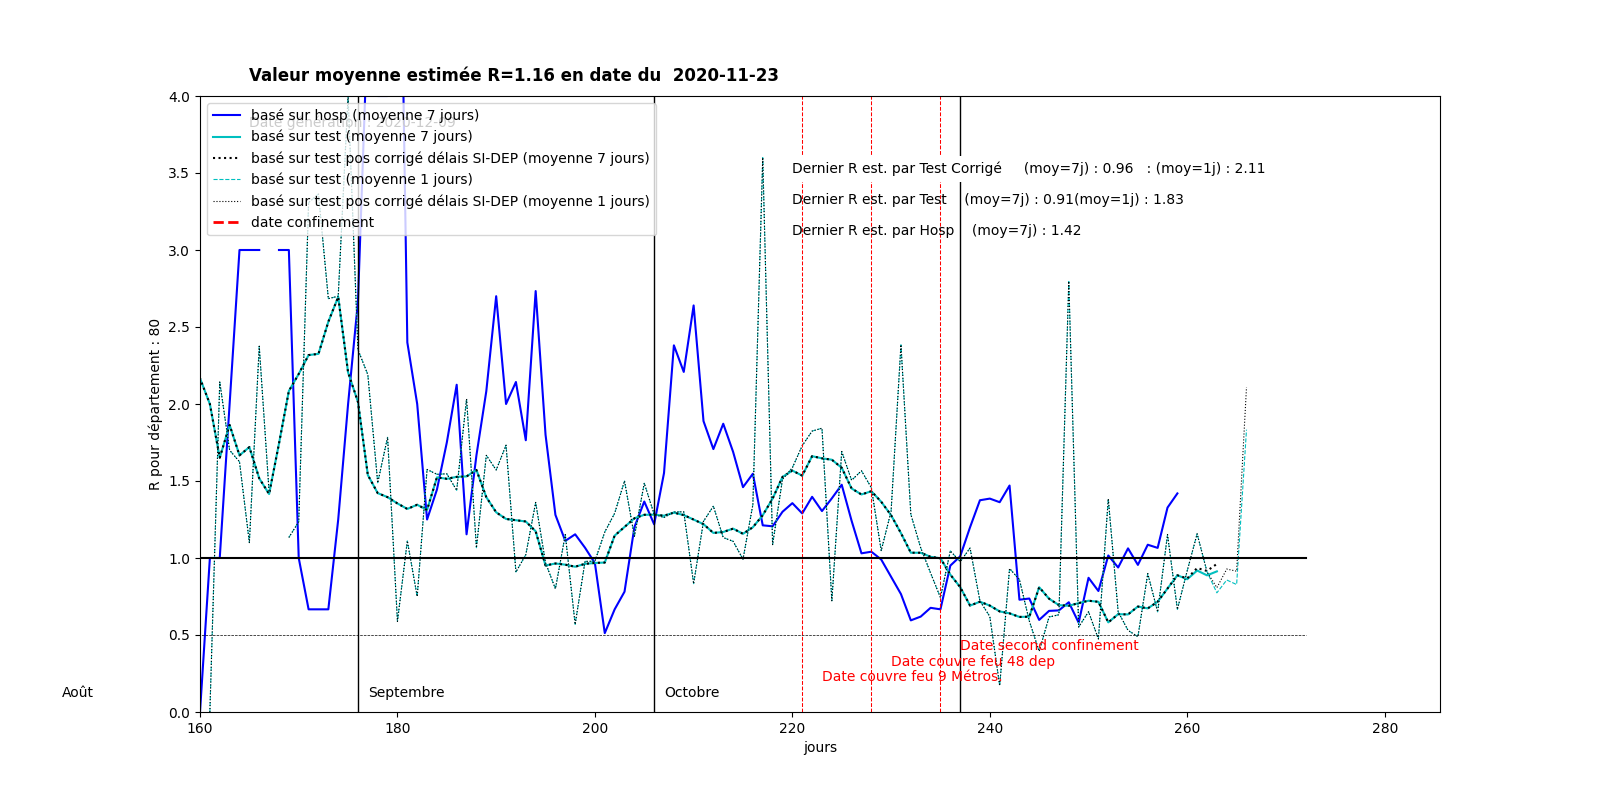 Valeur moyenne estimée R=1.16 en date du  2020-11-23
Date génération : 2020-12-09
basé sur hosp (moyenne 7 jours)
basé sur test (moyenne 7 jours)
basé sur test pos corrigé délais SI-DEP (moyenne 7 jours)
basé sur test (moyenne 1 jours)
basé sur test pos corrigé délais SI-DEP (moyenne 1 jours)
date confinement
Dernier R est. par Test Corrigé (moy=7j) : 0.96 : (moy=1j) : 2.11
Dernier R est. par Test (moy=7j) : 0.91(moy=1j) : 1.83
Dernier R est. par Hosp (moy=7j) : 1.42
R pour département : 80
4.0
3.5
3.0
2.5
2.0
1.5
1.0
0.5
0.0
Date second confinement
Date couvre feu 48 dep
Date couvre feu 9 Métros
Août
Septembre
Octobre
160 180 200 220 240 260 280
jours